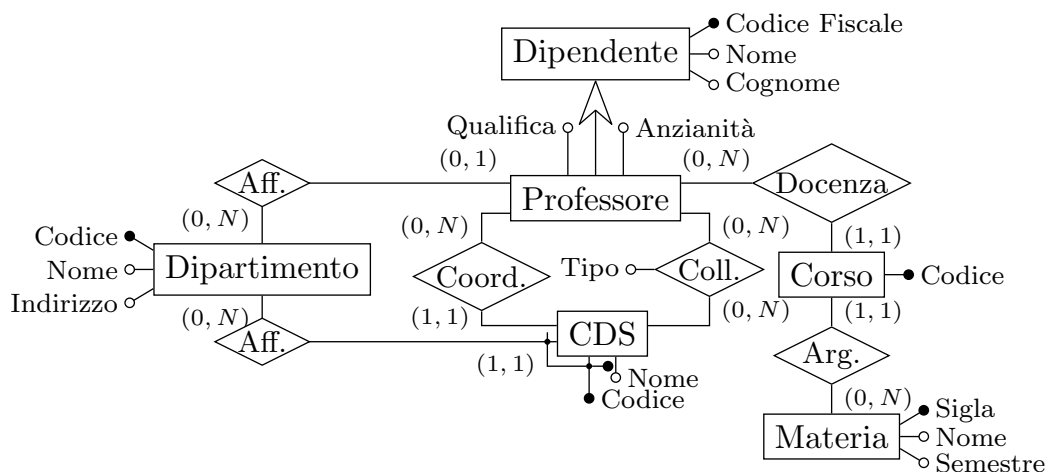 Codice Fiscale
Dipendente
Nome
Cognome
Qualifica
Anzianità
(0, 1)
(0, N)
Aff.
Professore
Docenza
(0, N)
(0, N)
(0, N)
Codice
(1, 1)
Nome
Dipartimento
Tipo
Coord.
Coll.
Corso
Codice
Indirizzo
(0, N)
(1, 1)
(0, N)
(1, 1)
Aff.
CDS
(1, 1)
Arg.
Nome
Codice
(0, N)
Sigla
Materia
Nome
Semestre